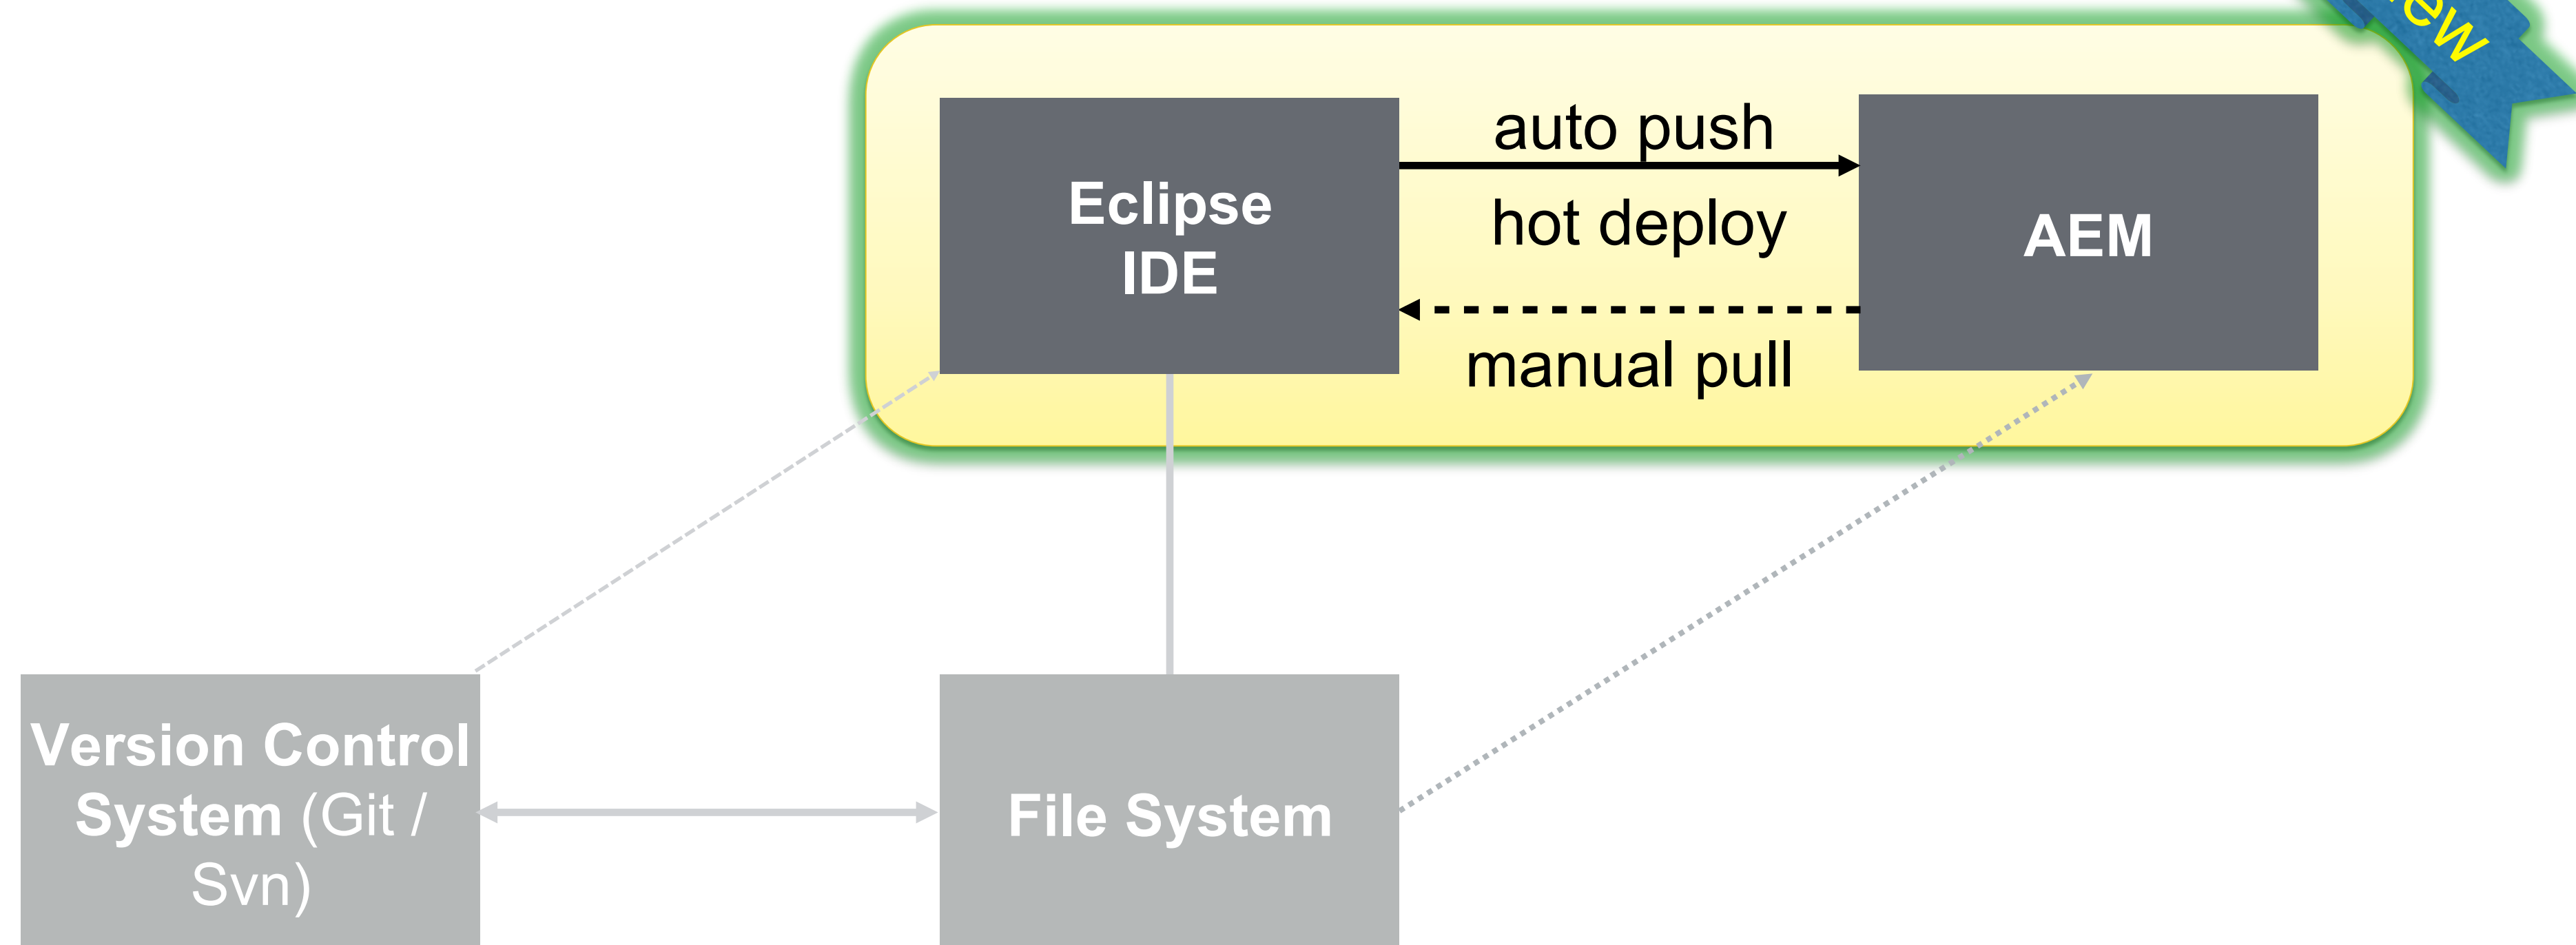 auto push
Eclipse
IDE
hot deploy
AEM
manual pull
Version Control
System (Git /
Svn)
File System